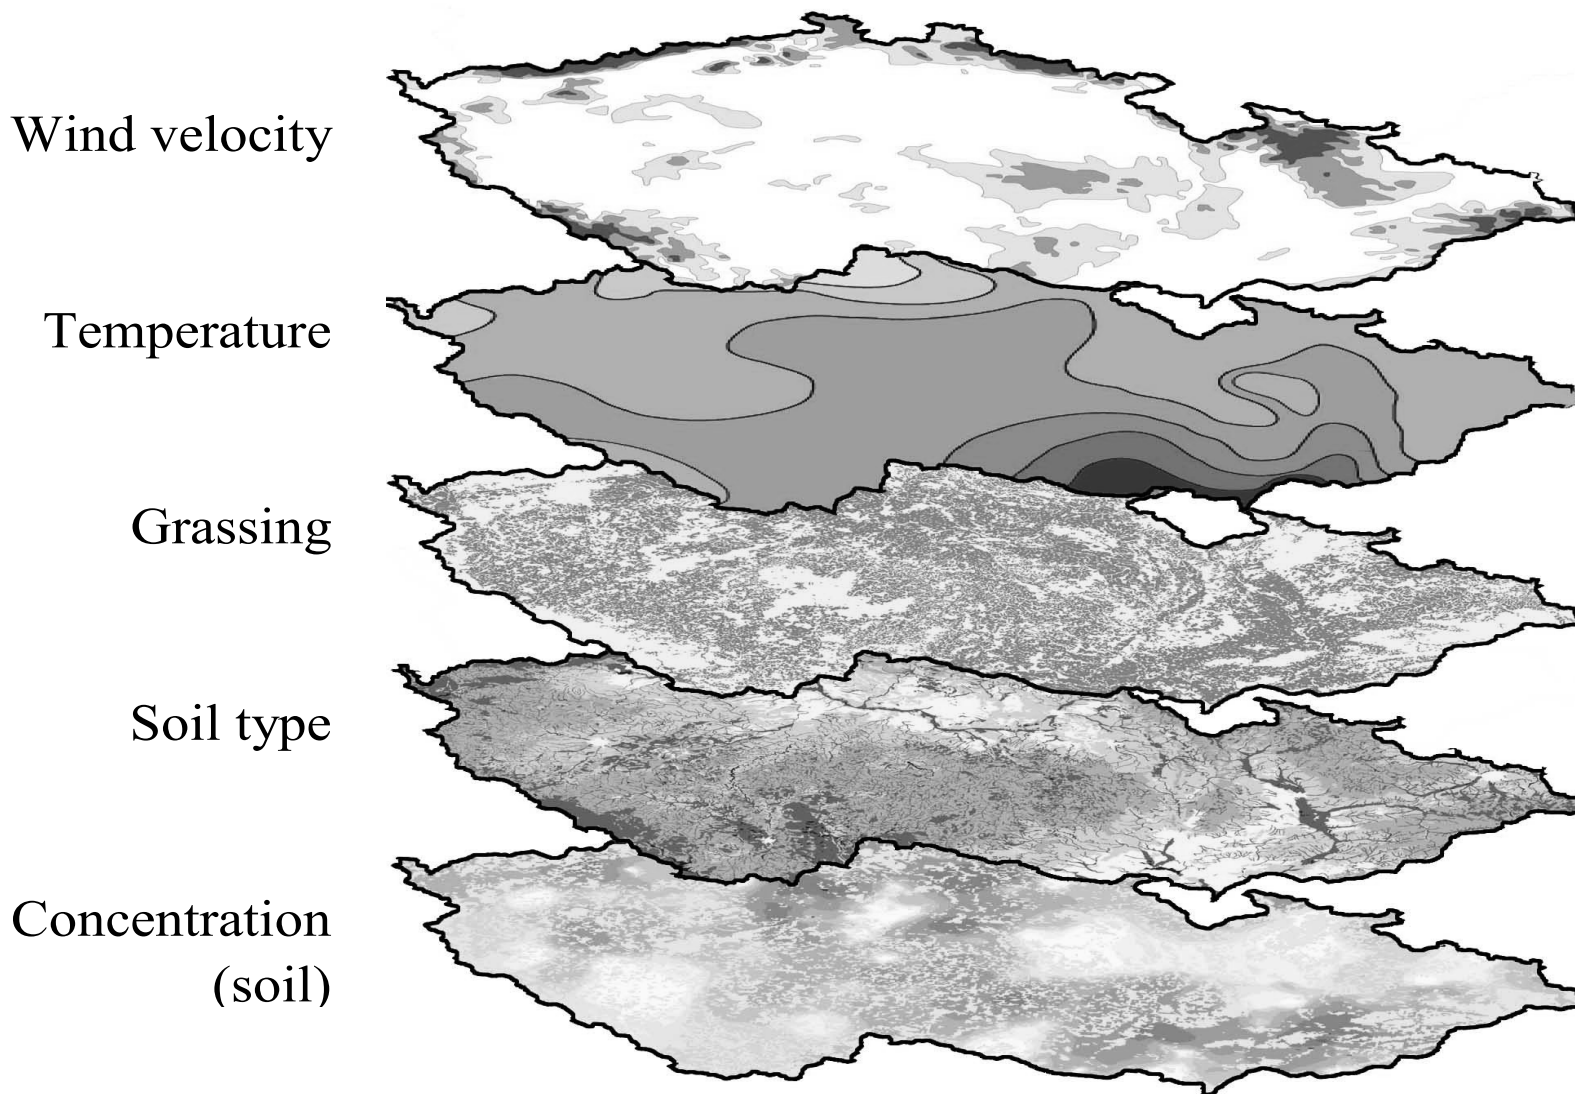 Wind velocity
Temperature
Grassing
Soil type
Concentration
(soil)